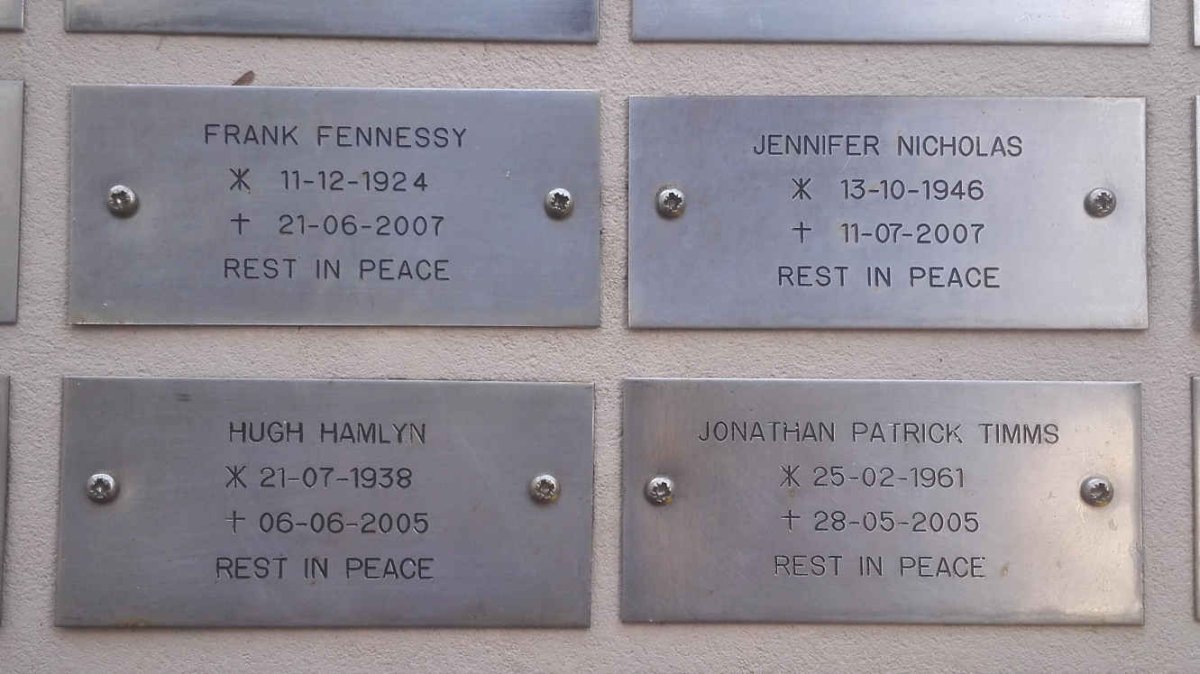 FRANK FENNESSY
* 11-12-1924
† 21-06-2007
REST IN PEACE
JENNIFER NICHOLAS
* 13-10-1946
† 11-07-2007
REST IN PEACE
HUGH HAMLYN
* 21-07-1938
† 06-06-2005
REST IN PEACE
JONATHAN PATRICK TIMMS
* 25-02-1961
† 28-05-2005
REST IN PEACE